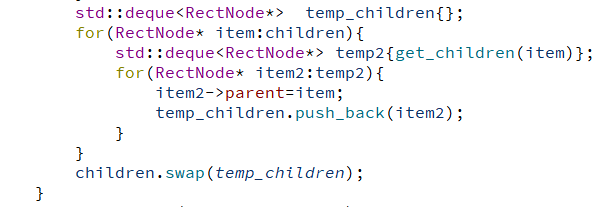 std::deque<RectNode*>  temp_children{};
for(RectNode* item:children){
std::deque<RectNode*> temp2{get_children(item)};
for(RectNode* item2:temp2){
item2->parent=item;
temp_children.push_back(item2);
}
}
children.swap(temp_children);
}